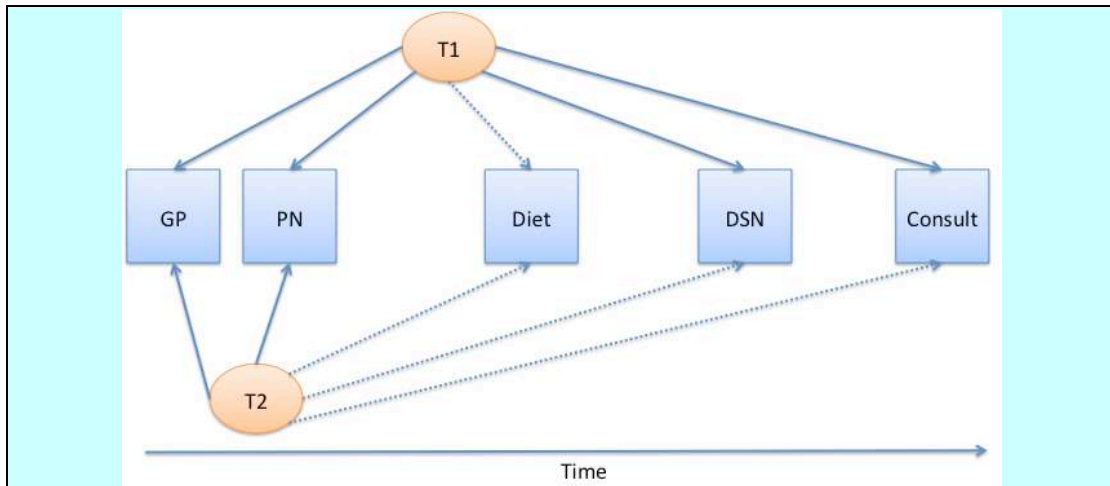 T1
GP
PN
Diet
DSN
Consult
T2
Time